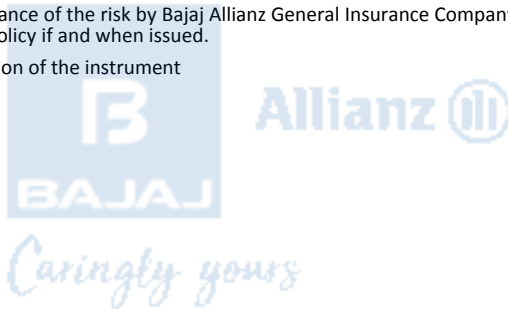 ance of the risk by Bajaj Allianz General Insurance Company
olicy if and when issued.
on of the instrument
B Allianz
BAJAJ
Caringly yours